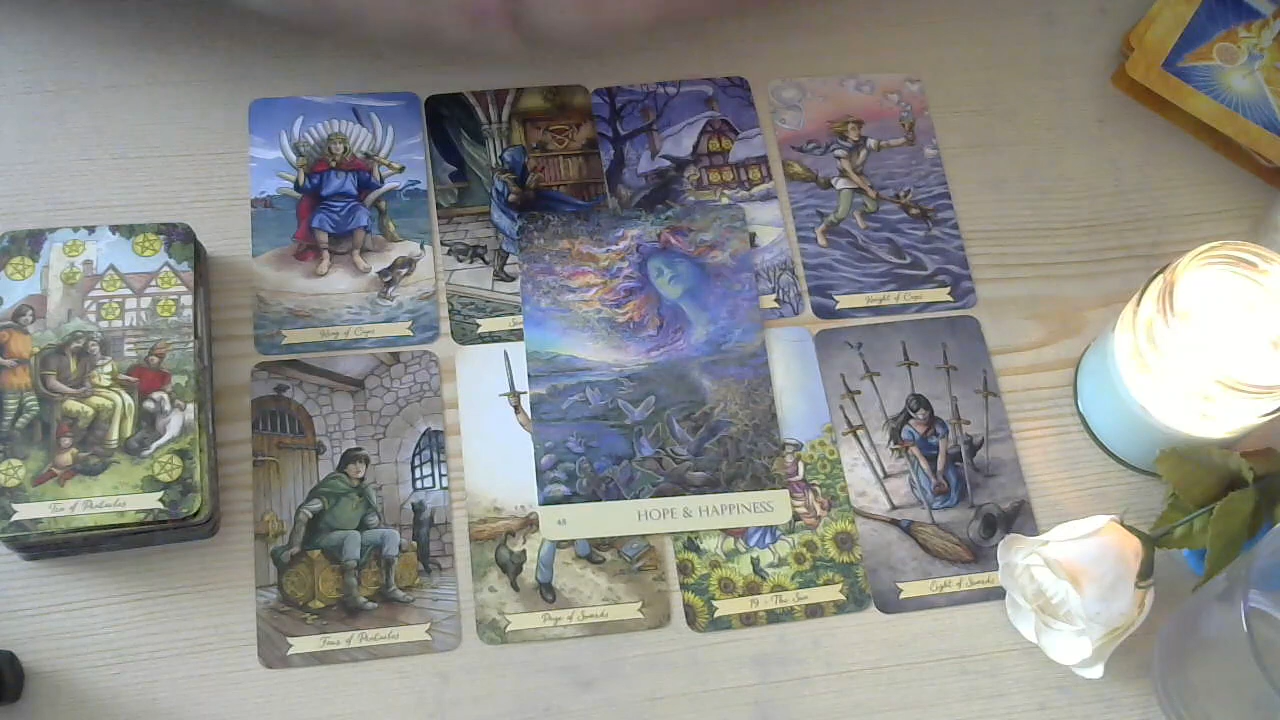 King of Cups
Knight of Cups
Ten of Pentacles
48 HOPE & HAPPINESS
Four of Pentacles
Page of Swords
19 - The Sun
Eight of Swords